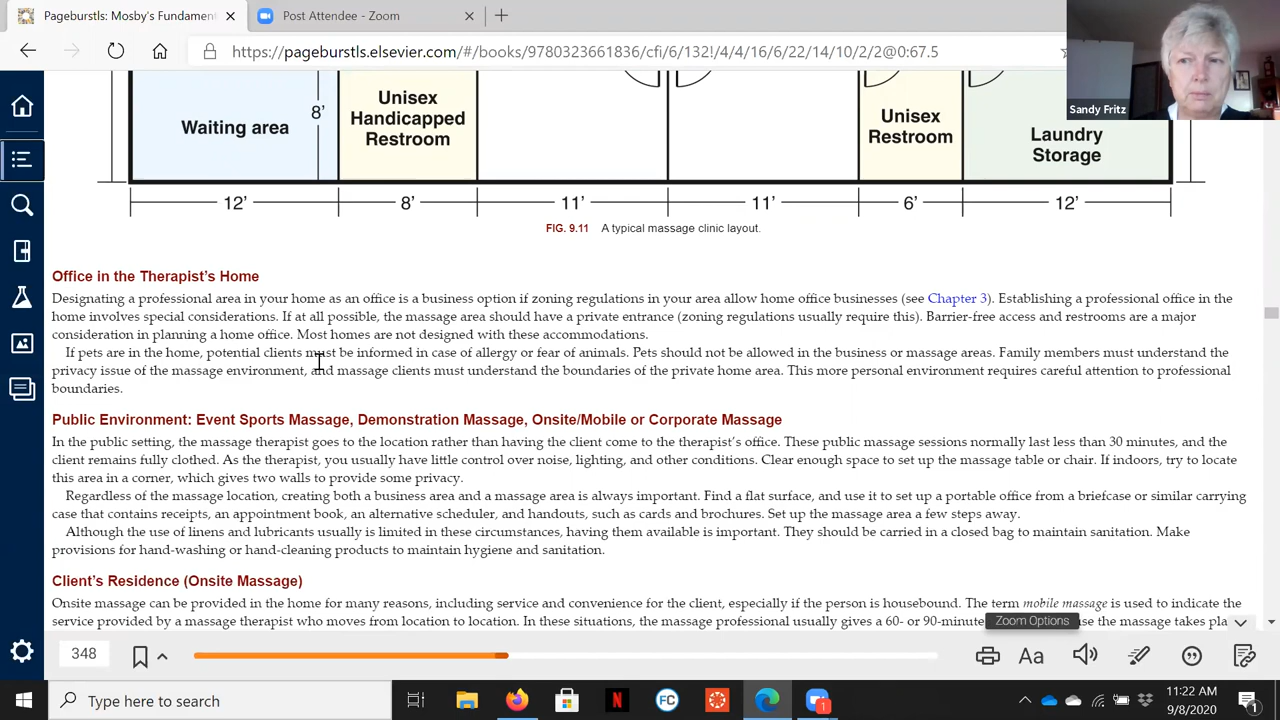 Pageburstls: Mosby's Fundament
Post Attendee - Zoom
https://pageburstls.elsevier.com/#/books/9780323661836/cfi/6/132!/4/4/16/6/22/14/10/2/2@0:67.5
Sandy Fritz
Waiting area
8'
Unisex
Handicapped
Restroom
Unisex
Restroom
Laundry
Storage
12'
8'
11'
11'
6'
12'
FIG. 9.11 A typical massage clinic layout.
Office in the Therapist's Home
Designating a professional area in your home as an office is a business option if zoning regulations in your area allow home office businesses (see Chapter 3). Establishing a professional office in the
home involves special considerations. If at all possible, the massage area should have a private entrance (zoning regulations usually require this). Barrier-free access and restrooms are a major
consideration in planning a home office. Most homes are not designed with these accommodations.
If pets are in the home, potential clients must be informed in case of allergy or fear of animals. Pets should not be allowed in the business or massage areas. Family members must understand the
privacy issue of the massage environment, and massage clients must understand the boundaries of the private home area. This more personal environment requires careful attention to professional
boundaries.
Public Environment: Event Sports Massage, Demonstration Massage, Onsite/Mobile or Corporate Massage
In the public setting, the massage therapist goes to the location rather than having the client come to the therapist's office. These public massage sessions normally last less than 30 minutes, and the
client remains fully clothed. As the therapist, you usually have little control over noise, lighting, and other conditions. Clear enough space to set up the massage table or chair. If indoors, try to locate
this area in a corner, which gives two walls to provide some privacy.
Regardless of the massage location, creating both a business area and a massage area is always important. Find a flat surface, and use it to set up a portable office from a briefcase or similar carrying
case that contains receipts, an appointment book, an alternative scheduler, and handouts, such as cards and brochures. Set up the massage area a few steps away.
Although the use of linens and lubricants usually is limited in these circumstances, having them available is important. They should be carried in a closed bag to maintain sanitation. Make
provisions for hand-washing or hand-cleaning products to maintain hygiene and sanitation.
Client's Residence (Onsite Massage)
Onsite massage can be provided in the home for many reasons, including service and convenience for the client, especially if the person is housebound. The term mobile massage is used to indicate the
service provided by a massage therapist who moves from location to location. In these situations, the massage professional usually gives a 60- or 90-minute
the massage takes pla
Zoom Options
348
Aa
Type here to search
N
FC
1
11:22 AM
9/8/2020
1